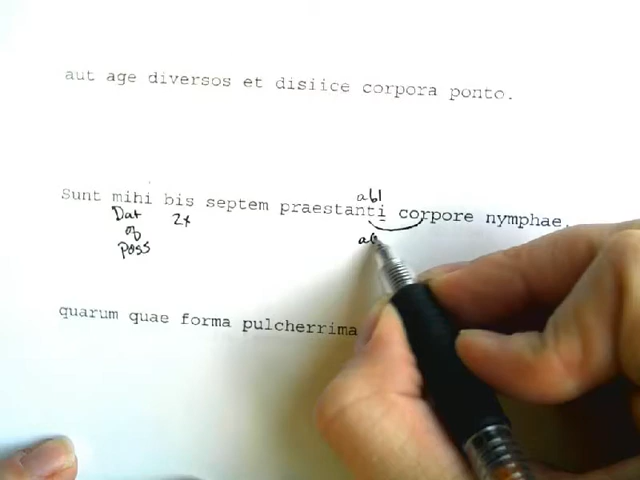 aut age diversos et disiice corpora ponto.
abl
Sunt mihi bis septem praestanti corpore nymphae.
Dat 2x
of
Poss
quarum quae forma pulcherrima